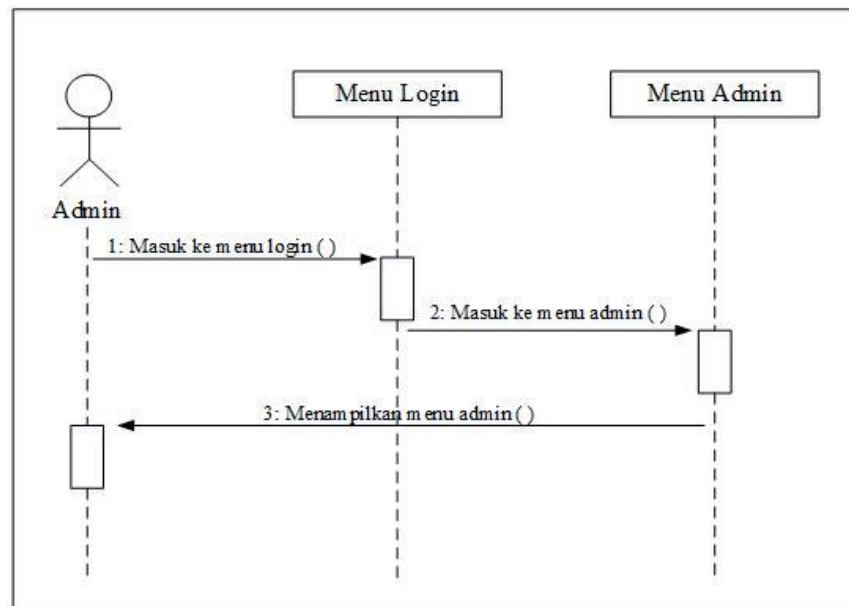 Menu Login
Menu Admin
Admin
1: Masuk ke menu login ( )
2: Masuk ke menu admin ( )
3: Menampilkan menu admin ( )